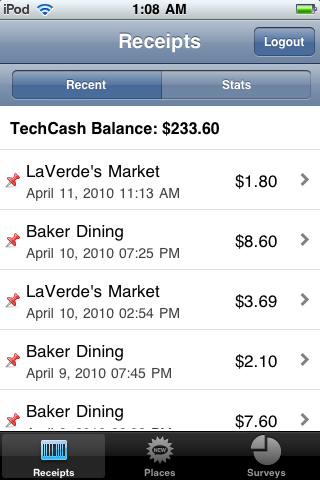 iPod 1:08 AM
Receipts Logout
Recent Stats
TechCash Balance: $233.60
LaVerde's Market
April 11, 2010 11:13 AM
$1.80
Baker Dining
April 10, 2010 07:25 PM
$8.60
LaVerde's Market
April 10, 2010 02:54 PM
$3.69
Baker Dining
April 9, 2010 07:45 PM
$2.10
Baker Dining
$7.60
NEW
Receipts Places Surveys